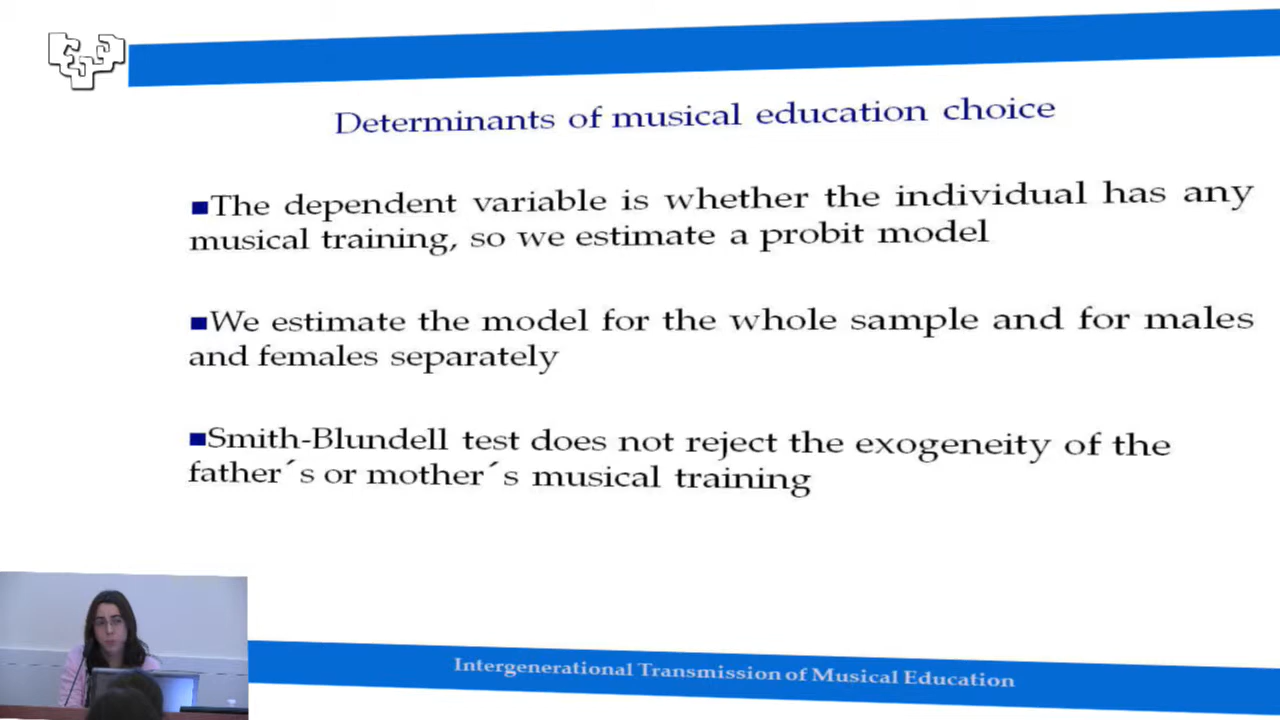 Determinants of musical education choice
■The dependent variable is whether the individual has any
musical training, so we estimate a probit model
■We estimate the model for the whole sample and for males
and females separately
■Smith-Blundell test does not reject the exogeneity of the
father´s or mother´s musical training
Intergenerational Transmission of Musical Education